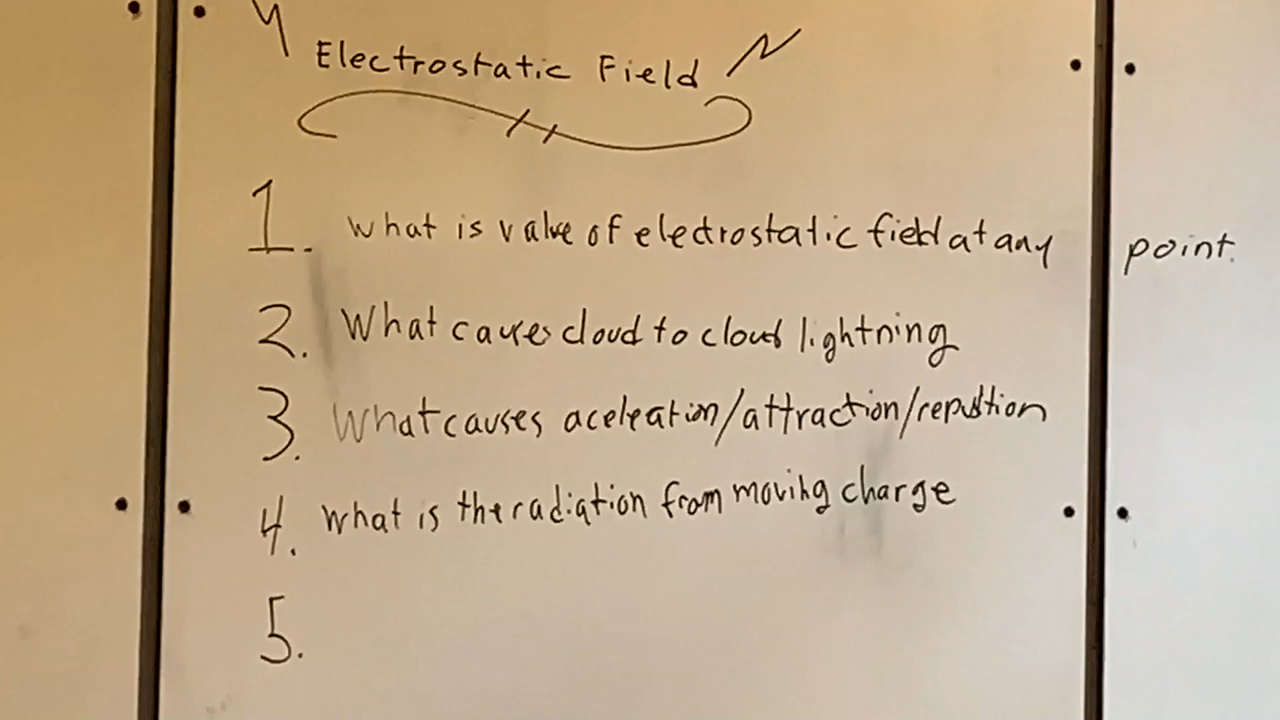 Electrostatic Field
1. What is value of electrostatic field at any point.
2. What causes cloud to cloud lightning
3. What causes aceleation/attraction/repultion
4. What is the radiation from moving charge
5.